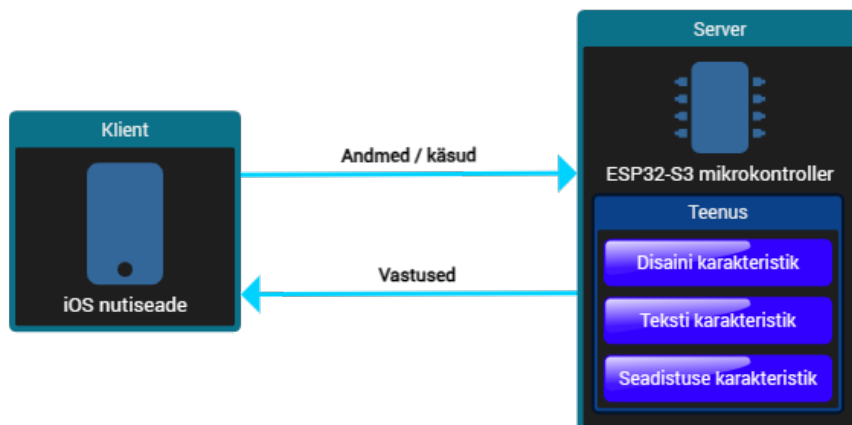 Klient
iOS nutiseade
Andmed / käsud
Vastused
Server
ESP32-S3 mikrokontroller
Teenus
Disaini karakteristik
Teksti karakteristik
Seadistuse karakteristik